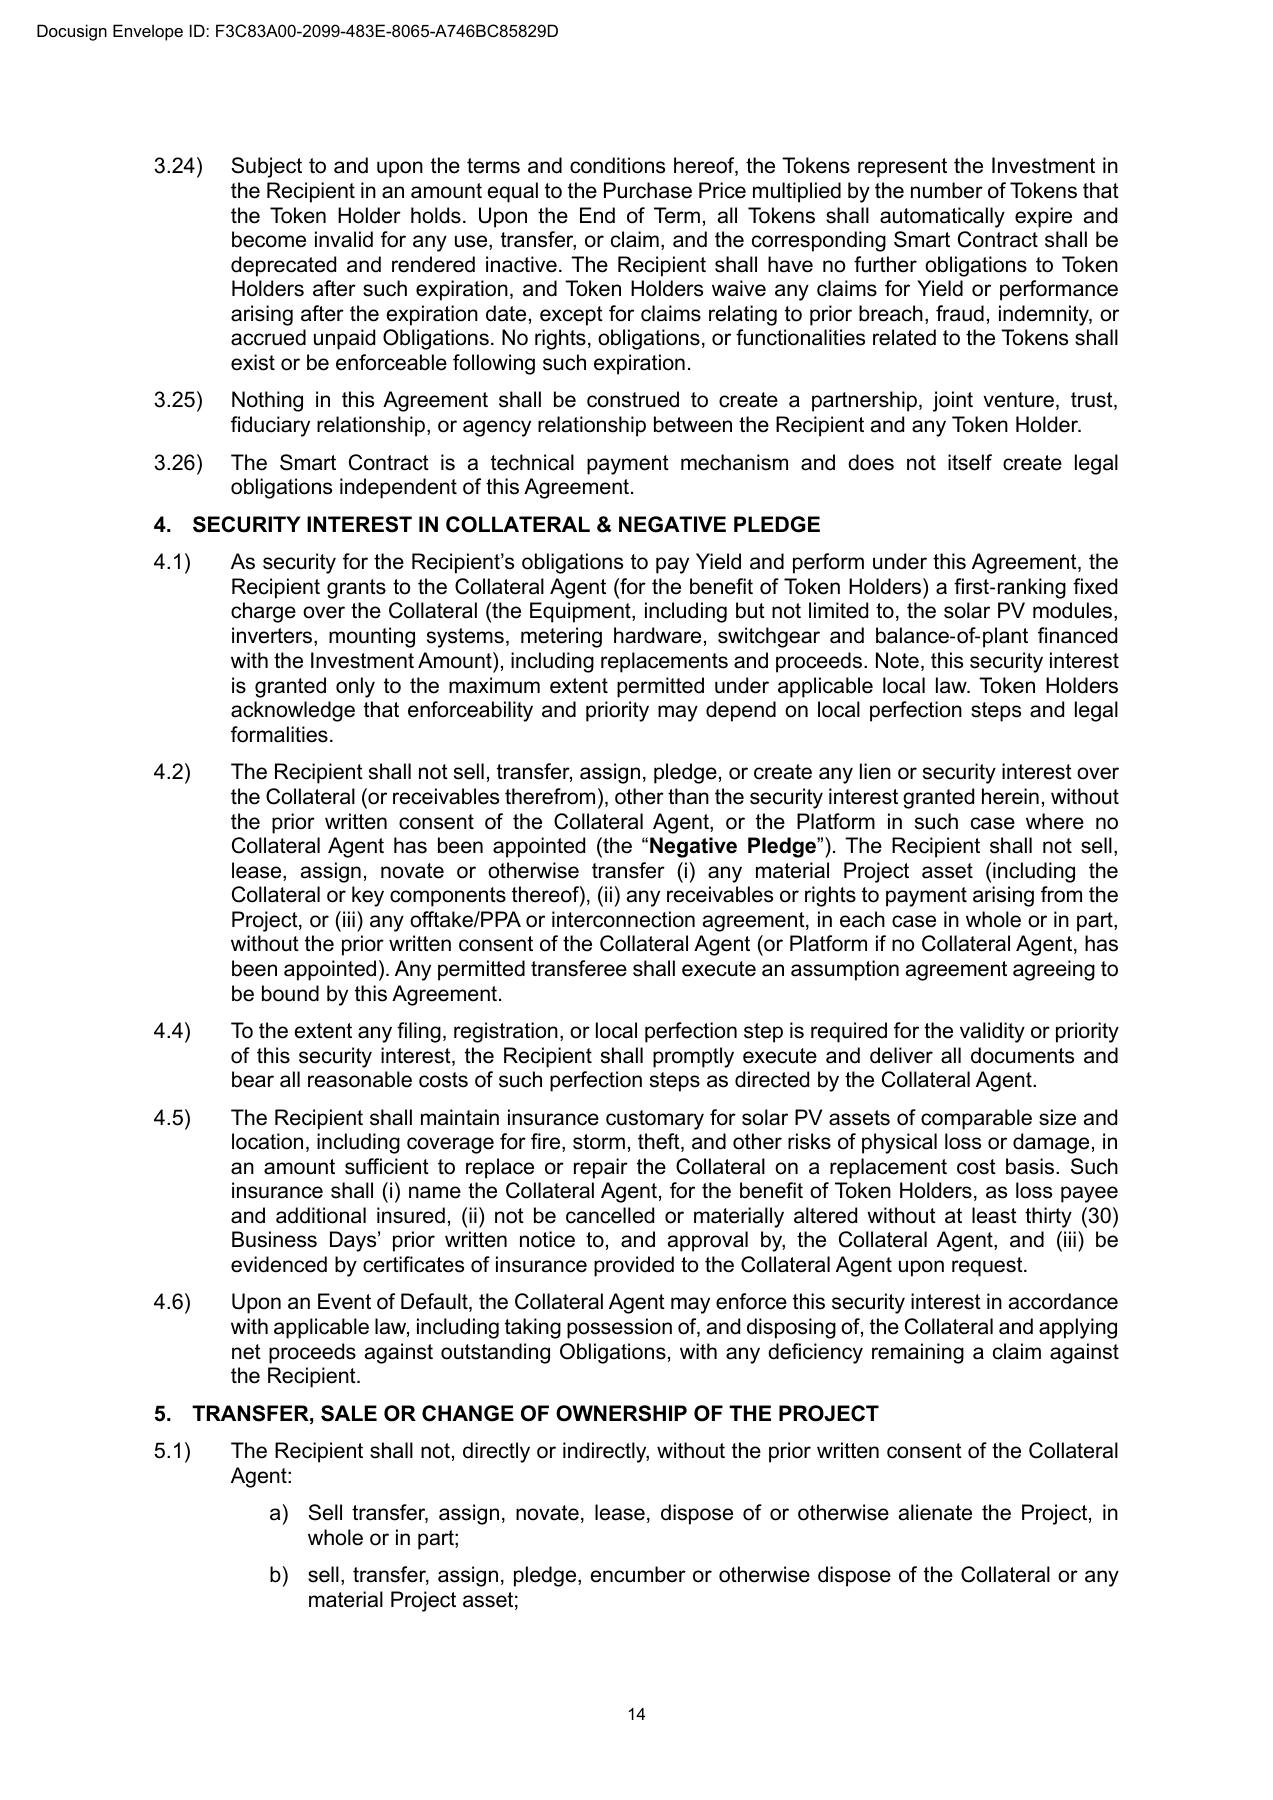 Docusign Envelope ID: F3C83A00-2099-483E-8065-A746BC85829D
3.24) Subject to and upon the terms and conditions hereof, the Tokens represent the Investment in
the Recipient in an amount equal to the Purchase Price multiplied by the number of Tokens that
the Token Holder holds. Upon the End of Term, all Tokens shall automatically expire and
become invalid for any use, transfer, or claim, and the corresponding Smart Contract shall be
deprecated and rendered inactive. The Recipient shall have no further obligations to Token
Holders after such expiration, and Token Holders waive any claims for Yield or performance
arising after the expiration date, except for claims relating to prior breach, fraud, indemnity, or
accrued unpaid Obligations. No rights, obligations, or functionalities related to the Tokens shall
exist or be enforceable following such expiration.
3.25) Nothing in this Agreement shall be construed to create a partnership, joint venture, trust,
fiduciary relationship, or agency relationship between the Recipient and any Token Holder.
3.26) The Smart Contract is a technical payment mechanism and does not itself create legal
obligations independent of this Agreement.
4. SECURITY INTEREST IN COLLATERAL & NEGATIVE PLEDGE
4.1) As security for the Recipient’s obligations to pay Yield and perform under this Agreement, the
Recipient grants to the Collateral Agent (for the benefit of Token Holders) a first-ranking fixed
charge over the Collateral (the Equipment, including but not limited to, the solar PV modules,
inverters, mounting systems, metering hardware, switchgear and balance-of-plant financed
with the Investment Amount), including replacements and proceeds. Note, this security interest
is granted only to the maximum extent permitted under applicable local law. Token Holders
acknowledge that enforceability and priority may depend on local perfection steps and legal
formalities.
4.2) The Recipient shall not sell, transfer, assign, pledge, or create any lien or security interest over
the Collateral (or receivables therefrom), other than the security interest granted herein, without
the prior written consent of the Collateral Agent, or the Platform in such case where no
Collateral Agent has been appointed (the “Negative Pledge”). The Recipient shall not sell,
lease, assign, novate or otherwise transfer (i) any material Project asset (including the
Collateral or key components thereof), (ii) any receivables or rights to payment arising from the
Project, or (iii) any offtake/PPA or interconnection agreement, in each case in whole or in part,
without the prior written consent of the Collateral Agent (or Platform if no Collateral Agent, has
been appointed). Any permitted transferee shall execute an assumption agreement agreeing to
be bound by this Agreement.
4.4) To the extent any filing, registration, or local perfection step is required for the validity or priority
of this security interest, the Recipient shall promptly execute and deliver all documents and
bear all reasonable costs of such perfection steps as directed by the Collateral Agent.
4.5) The Recipient shall maintain insurance customary for solar PV assets of comparable size and
location, including coverage for fire, storm, theft, and other risks of physical loss or damage, in
an amount sufficient to replace or repair the Collateral on a replacement cost basis. Such
insurance shall (i) name the Collateral Agent, for the benefit of Token Holders, as loss payee
and additional insured, (ii) not be cancelled or materially altered without at least thirty (30)
Business Days’ prior written notice to, and approval by, the Collateral Agent, and (iii) be
evidenced by certificates of insurance provided to the Collateral Agent upon request.
4.6) Upon an Event of Default, the Collateral Agent may enforce this security interest in accordance
with applicable law, including taking possession of, and disposing of, the Collateral and applying
net proceeds against outstanding Obligations, with any deficiency remaining a claim against
the Recipient.
5. TRANSFER, SALE OR CHANGE OF OWNERSHIP OF THE PROJECT
5.1) The Recipient shall not, directly or indirectly, without the prior written consent of the Collateral
Agent:
a) Sell transfer, assign, novate, lease, dispose of or otherwise alienate the Project, in
whole or in part;
b) sell, transfer, assign, pledge, encumber or otherwise dispose of the Collateral or any
material Project asset;
14